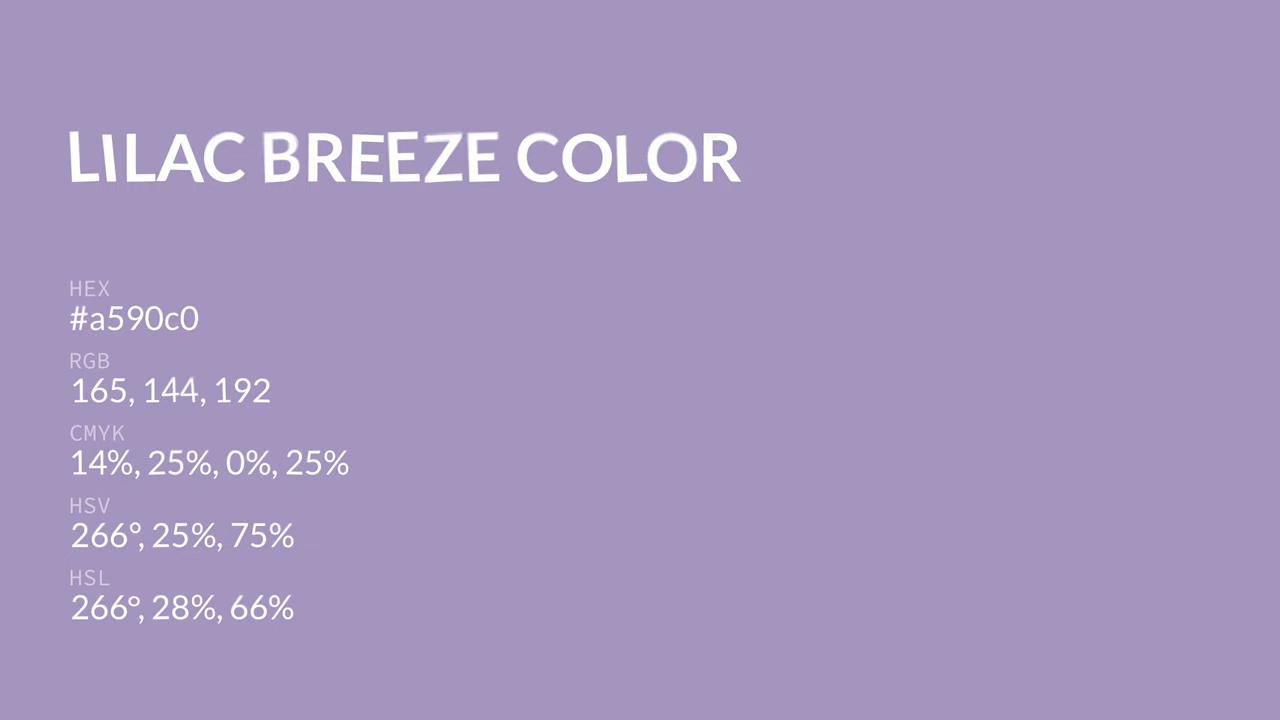 LILAC BREEZE COLOR
HEX
#a590c0
RGB
165, 144, 192
CMYK
14%, 25%, 0%, 25%
HSV
266°, 25%, 75%
HSL
266°, 28%, 66%